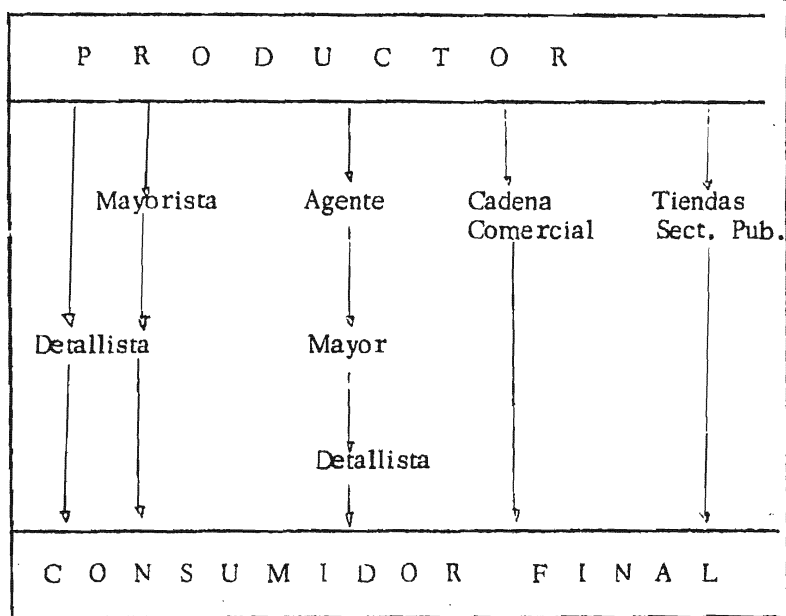 P R O D U C T O R
Mayorista Agente Cadena Comercial Tiendas Sect. Pub.
Detallista Mayor
Detallista
C O N S U M I D O R F I N A L